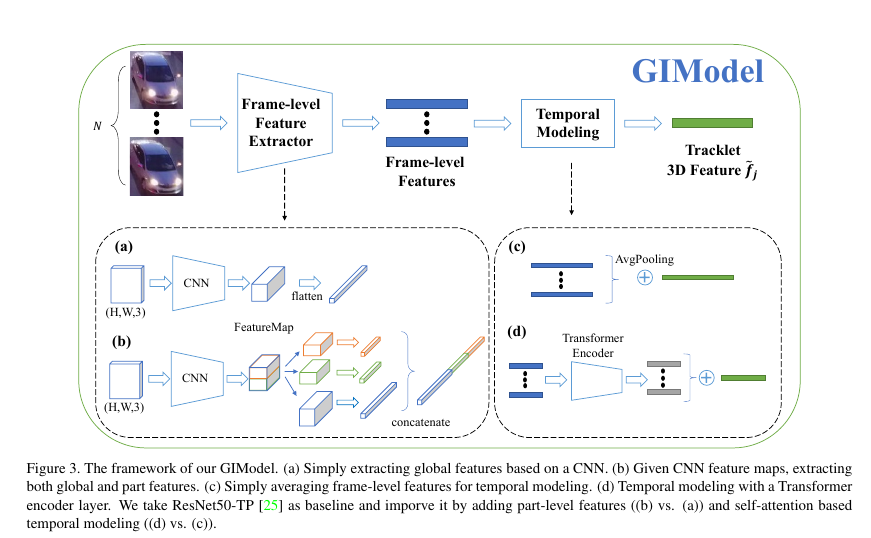 GIModel
N
Frame-level
Feature
Extractor
Frame-level
Features
Temporal
Modeling
Tracklet
3D Feature f̃ⱼ
(a)
CNN
flatten
(H,W,3)
(b)
FeatureMap
CNN
(H,W,3)
concatenate
(c)
AvgPooling
(d)
Transformer
Encoder
Figure 3. The framework of our GIModel. (a) Simply extracting global features based on a CNN. (b) Given CNN feature maps, extracting
both global and part features. (c) Simply averaging frame-level features for temporal modeling. (d) Temporal modeling with a Transformer
encoder layer. We take ResNet50-TP [25] as baseline and imporve it by adding part-level features ((b) vs. (a)) and self-attention based
temporal modeling ((d) vs. (c)).